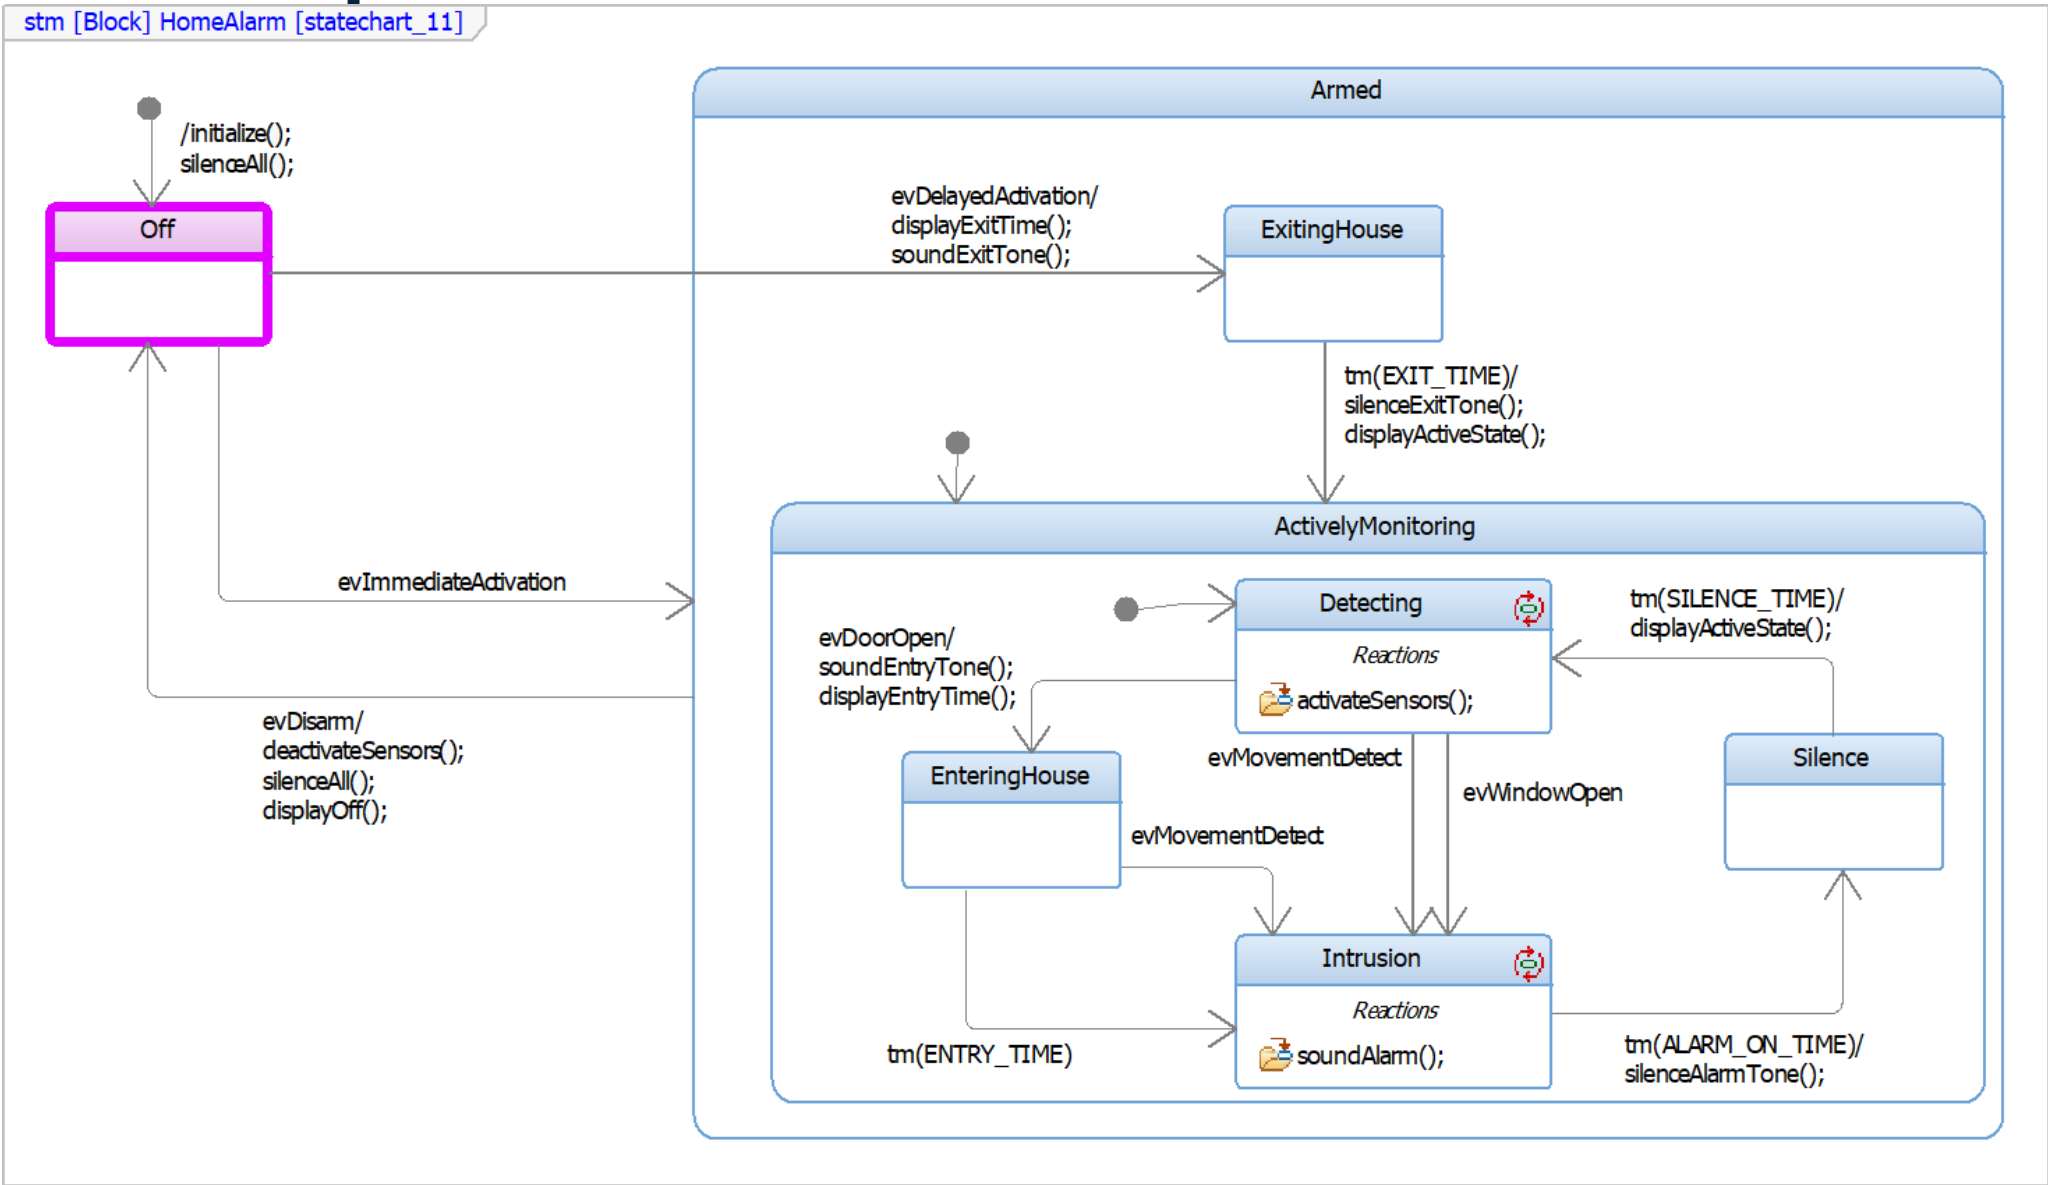 stm [Block] HomeAlarm [statechart_11]
Armed
/initialize();
silenceAll();
Off
evDelayedActivation/
displayExitTime();
soundExitTone();
ExitingHouse
tm(EXIT_TIME)/
silenceExitTone();
displayActiveState();
ActivelyMonitoring
evImmediateActivation
Detecting
Reactions
activateSensors();
tm(SILENCE_TIME)/
displayActiveState();
evDoorOpen/
soundEntryTone();
displayEntryTime();
evDisarm/
deactivateSensors();
silenceAll();
displayOff();
EnteringHouse
evMovementDetect
evWindowOpen
Silence
evMovementDetect
Intrusion
Reactions
soundAlarm();
tm(ENTRY_TIME)
tm(ALARM_ON_TIME)/
silenceAlarmTone();